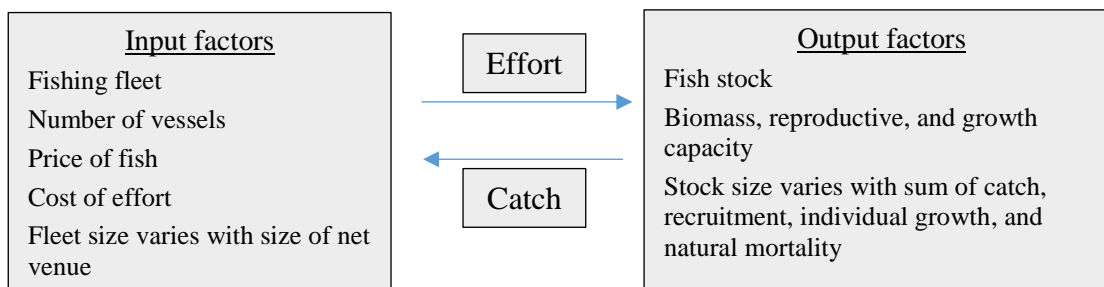 Input factors
Fishing fleet
Number of vessels
Price of fish
Cost of effort
Fleet size varies with size of net
venue
Effort
Catch
Output factors
Fish stock
Biomass, reproductive, and growth
capacity
Stock size varies with sum of catch,
recruitment, individual growth, and
natural mortality